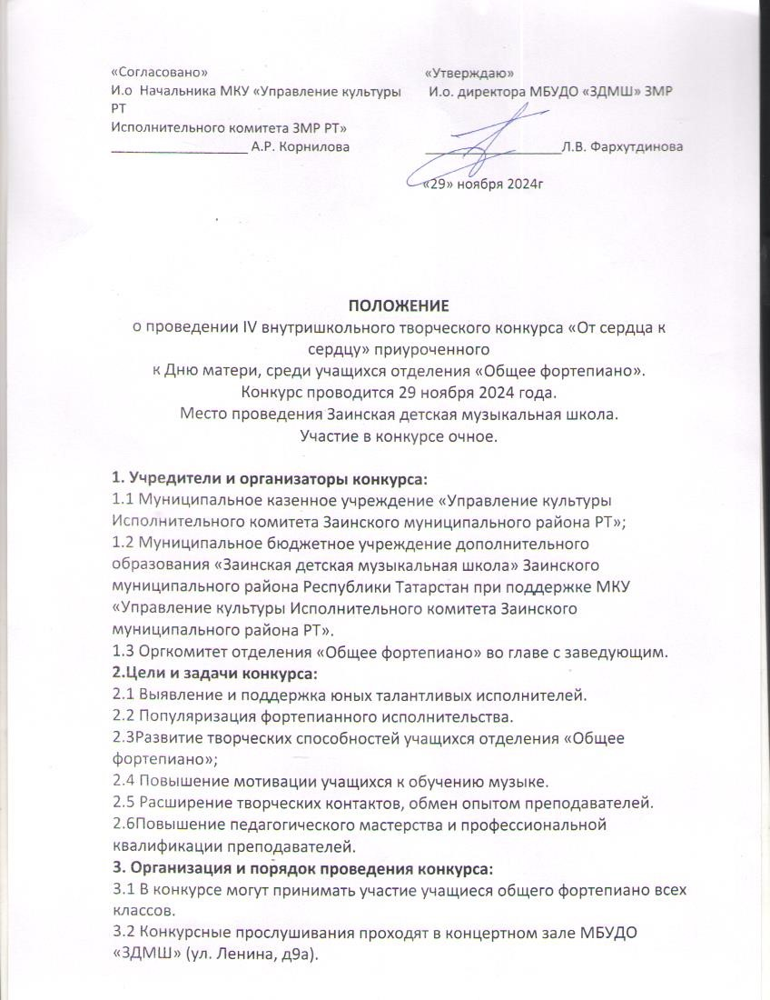 «Согласовано»
И.о Начальника МКУ «Управление культуры
РТ
Исполнительного комитета ЗМР РТ»
___________________ А.Р. Корнилова
«Утверждаю»
И.о. директора МБУДО «ЗДМШ» ЗМР
___________________Л.В. Фархутдинова
«29» ноября 2024г
ПОЛОЖЕНИЕ
о проведении IV внутришкольного творческого конкурса «От сердца к
сердцу» приуроченного
к Дню матери, среди учащихся отделения «Общее фортепиано».
Конкурс проводится 29 ноября 2024 года.
Место проведения Заинская детская музыкальная школа.
Участие в конкурсе очное.
1. Учредители и организаторы конкурса:
1.1 Муниципальное казенное учреждение «Управление культуры
Исполнительного комитета Заинского муниципального района РТ»;
1.2 Муниципальное бюджетное учреждение дополнительного
образования «Заинская детская музыкальная школа» Заинского
муниципального района Республики Татарстан при поддержке МКУ
«Управление культуры Исполнительного комитета Заинского
муниципального района РТ».
1.3 Оргкомитет отделения «Общее фортепиано» во главе с заведующим.
2.Цели и задачи конкурса:
2.1 Выявление и поддержка юных талантливых исполнителей.
2.2 Популяризация фортепианного исполнительства.
2.3Развитие творческих способностей учащихся отделения «Общее
фортепиано»;
2.4 Повышение мотивации учащихся к обучению музыке.
2.5 Расширение творческих контактов, обмен опытом преподавателей.
2.6Повышение педагогического мастерства и профессиональной
квалификации преподавателей.
3. Организация и порядок проведения конкурса:
3.1 В конкурсе могут принимать участие учащиеся общего фортепиано всех
классов.
3.2 Конкурсные прослушивания проходят в концертном зале МБУДО
«ЗДМШ» (ул. Ленина, д9а).